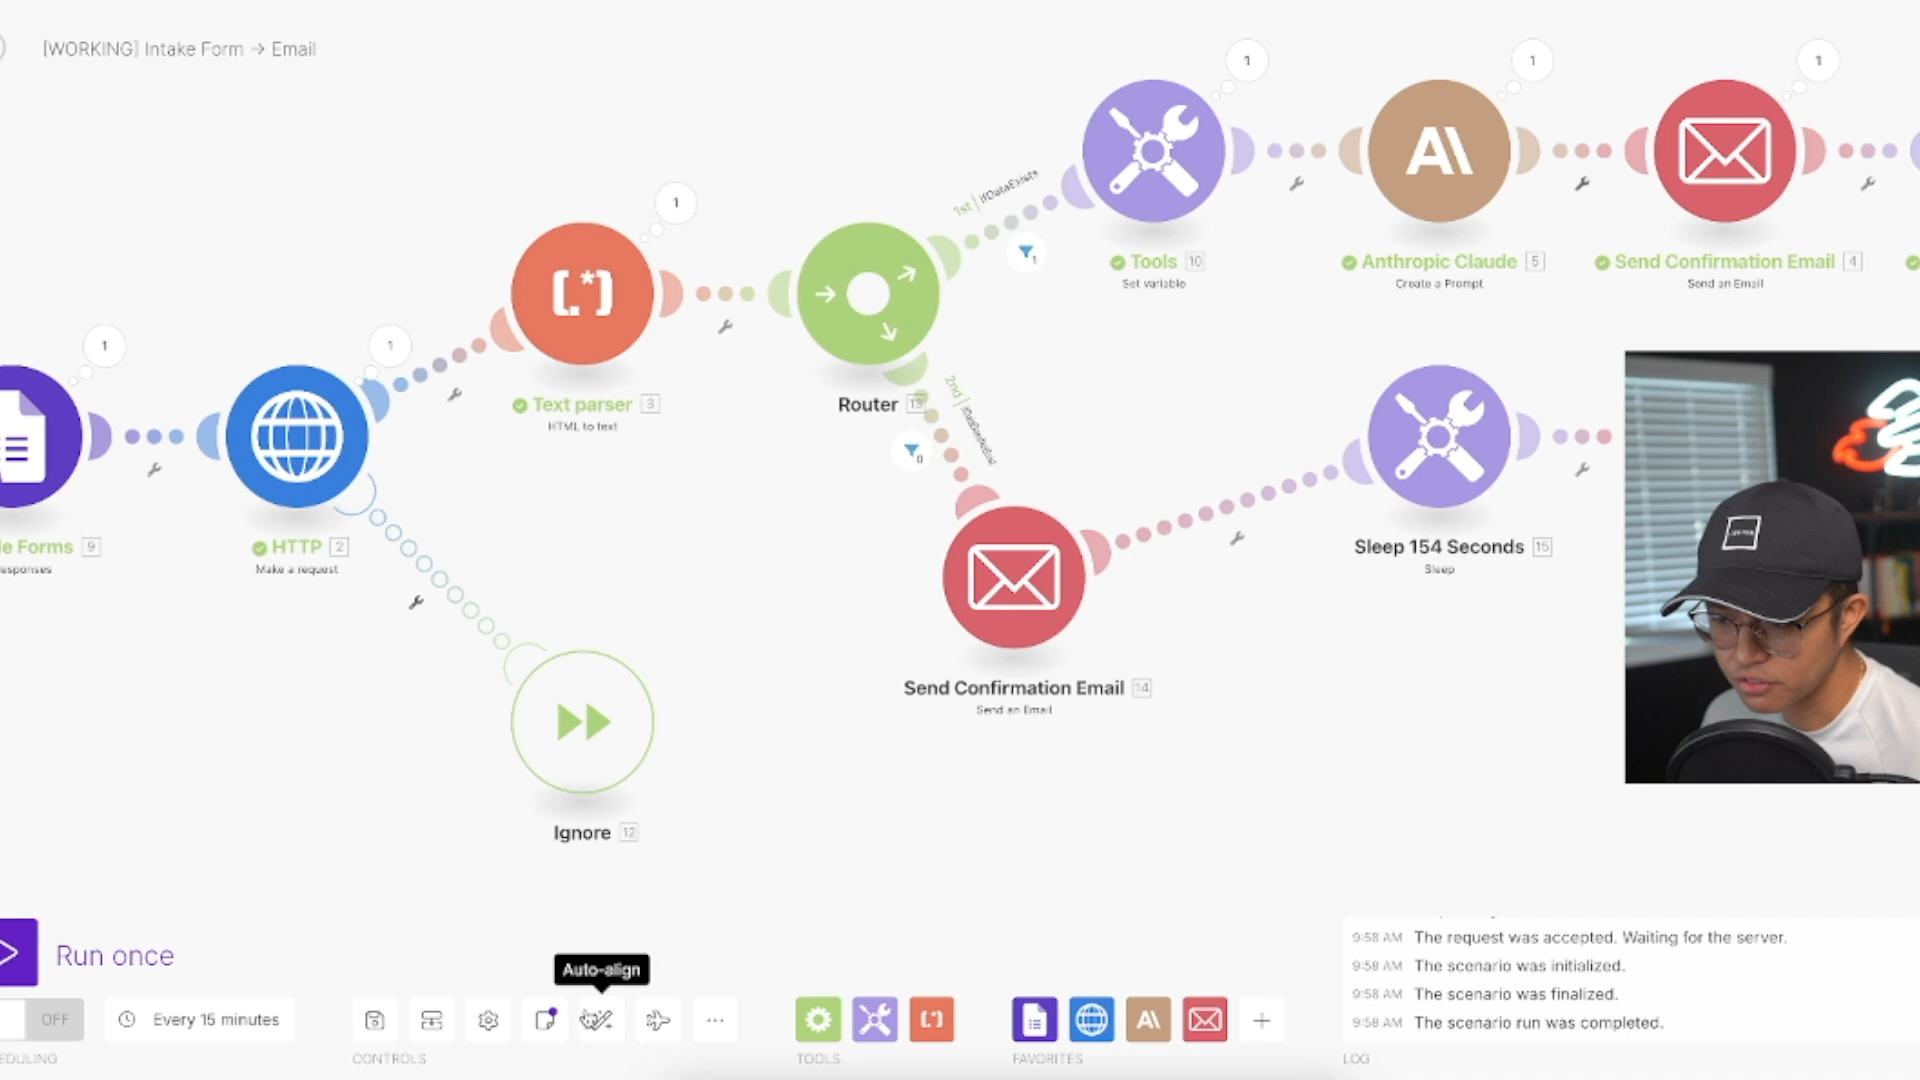 [WORKING] Intake Form → Email
1
1
1
1
1
1
1st | IfDataExists
1
Tools 10
Set variable
Anthropic Claude 5
Create a Prompt
Send Confirmation Email 4
Send an Email
Text parser 3
HTML to text
Router 13
2nd |
0
le Forms 9
esponses
HTTP 2
Make a request
Sleep 154 Seconds 15
Sleep
Send Confirmation Email 14
Send an Email
Ignore 12
Run once
Auto-align
OFF
Every 15 minutes
EDULING
CONTROLS
TOOLS
FAVORITES
9:58 AM The request was accepted. Waiting for the server.
9:58 AM The scenario was initialized.
9:58 AM The scenario was finalized.
9:58 AM The scenario run was completed.
LOG